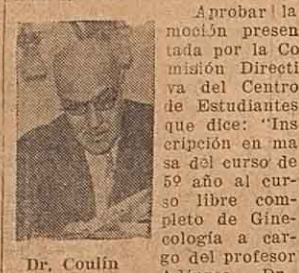 Aprobar la
moción presen
tada por la Co
misión Directi
va del Centro
de Estudiantes
que dice: "Ins
cripción en ma
sa del curso de
5º año al cur-
so libre com-
pleto de Gine-
cología a car-
go del profesor
Dr. Coulín